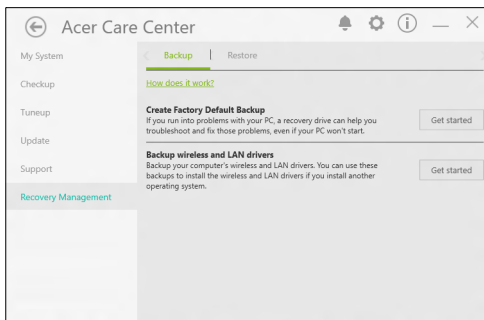 Acer Care Center
My System
Checkup
Tuneup
Update
Support
Recovery Management
Backup
Restore
How does it work?
Create Factory Default Backup
If you run into problems with your PC, a recovery drive can help you
troubleshoot and fix those problems, even if your PC won't start.
Get started
Backup wireless and LAN drivers
Backup your computer's wireless and LAN drivers. You can use these
backups to install the wireless and LAN drivers if you install another
operating system.
Get started